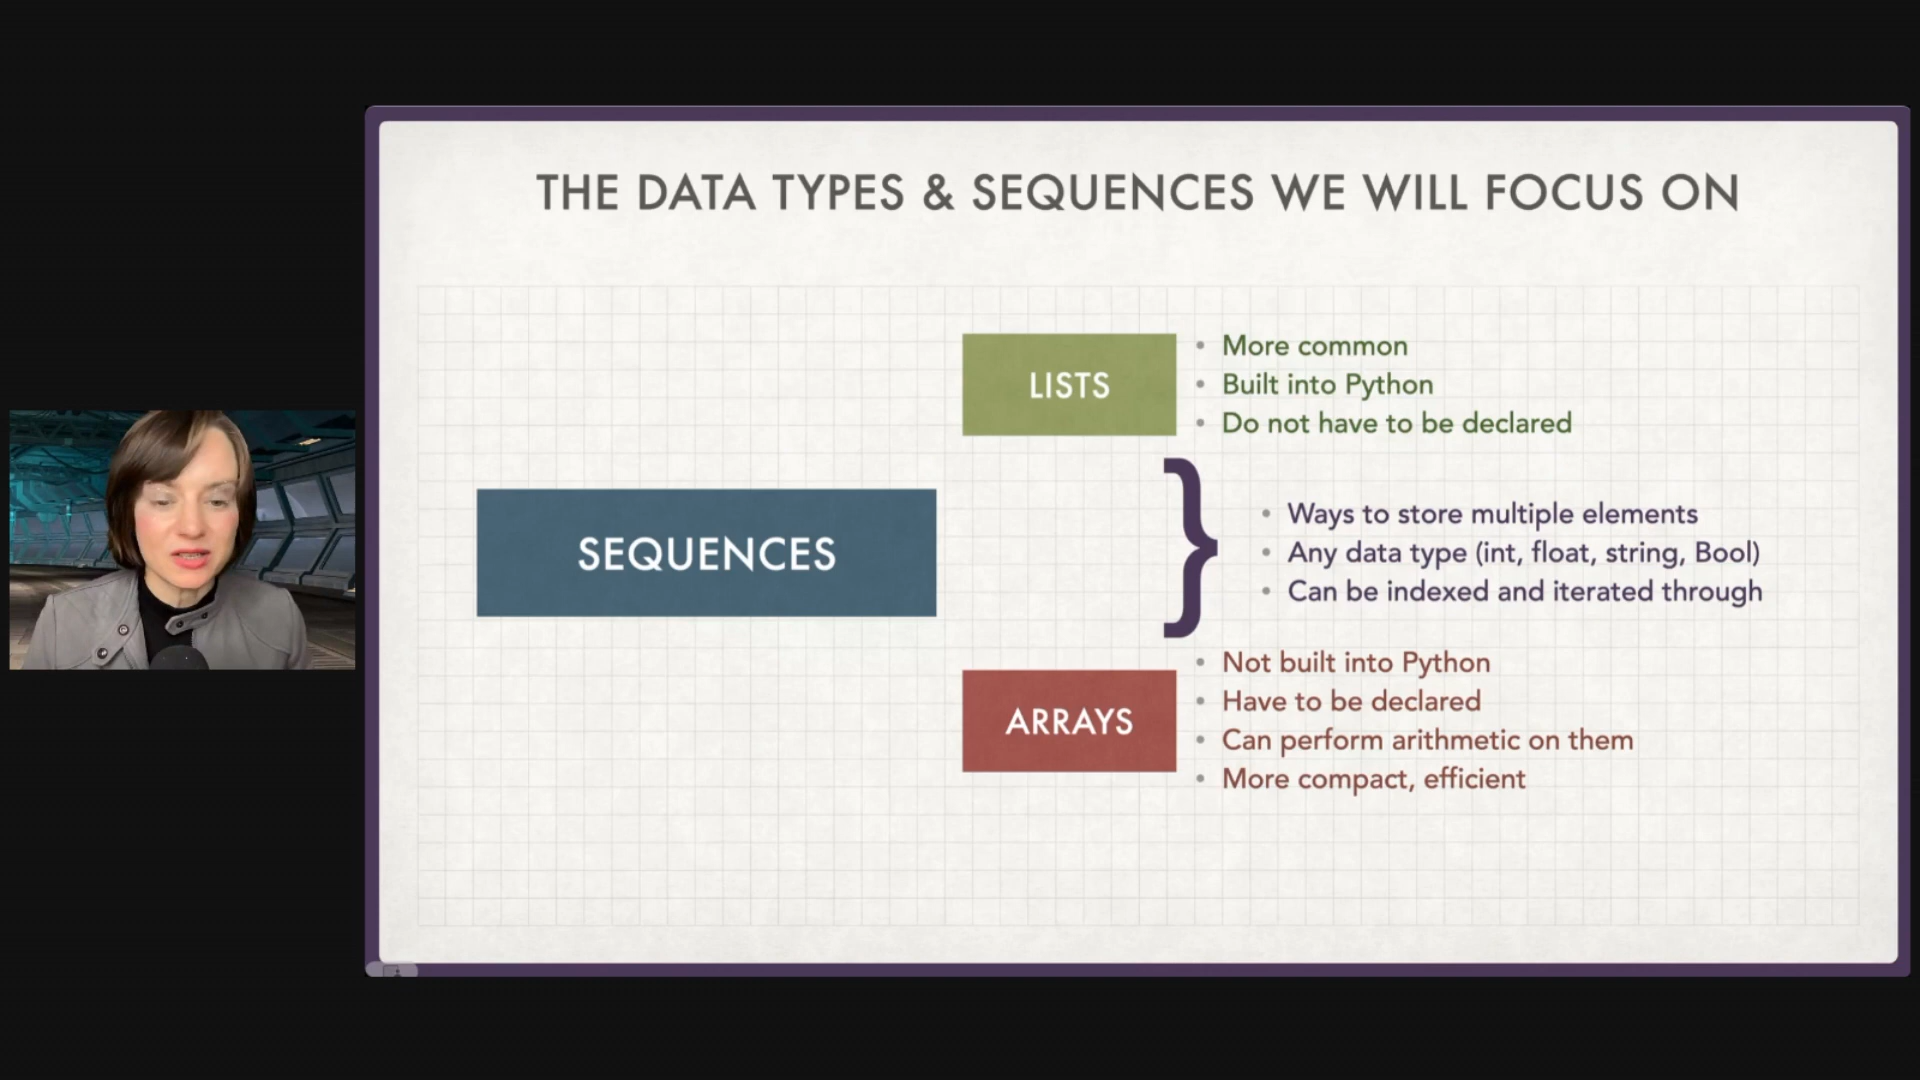 THE DATA TYPES & SEQUENCES WE WILL FOCUS ON
SEQUENCES
LISTS
• More common
• Built into Python
• Do not have to be declared
}
• Ways to store multiple elements
• Any data type (int, float, string, Bool)
• Can be indexed and iterated through
ARRAYS
• Not built into Python
• Have to be declared
• Can perform arithmetic on them
• More compact, efficient